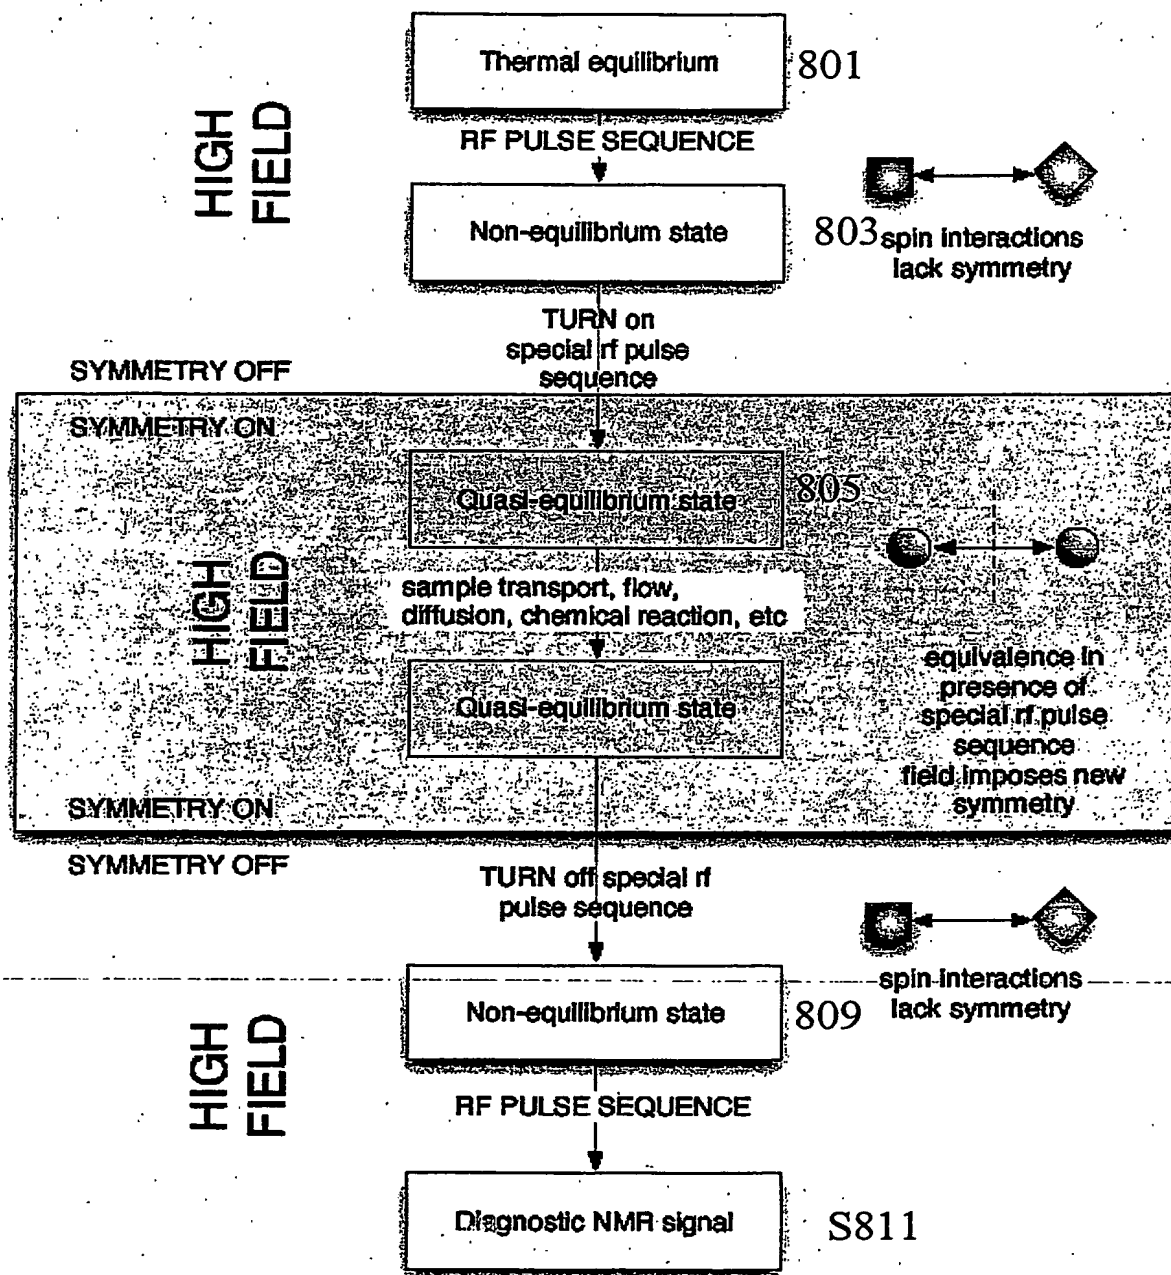 Thermal equilibrium
801
RF PULSE SEQUENCE
HIGH
FIELD
Non-equilibrium state
803
spin interactions
lack symmetry
TURN on
special rf pulse
sequence
SYMMETRY OFF
SYMMETRY ON
Quasi-equilibrium state
805
HIGH
FIELD
sample transport, flow,
diffusion, chemical reaction, etc
Quasi-equilibrium state
equivalence in
presence of
special rf pulse
sequence
field imposes new
symmetry
SYMMETRY ON
SYMMETRY OFF
TURN off special rf
pulse sequence
spin interactions
lack symmetry
Non-equilibrium state
809
HIGH
FIELD
RF PULSE SEQUENCE
Diagnostic NMR signal
S811